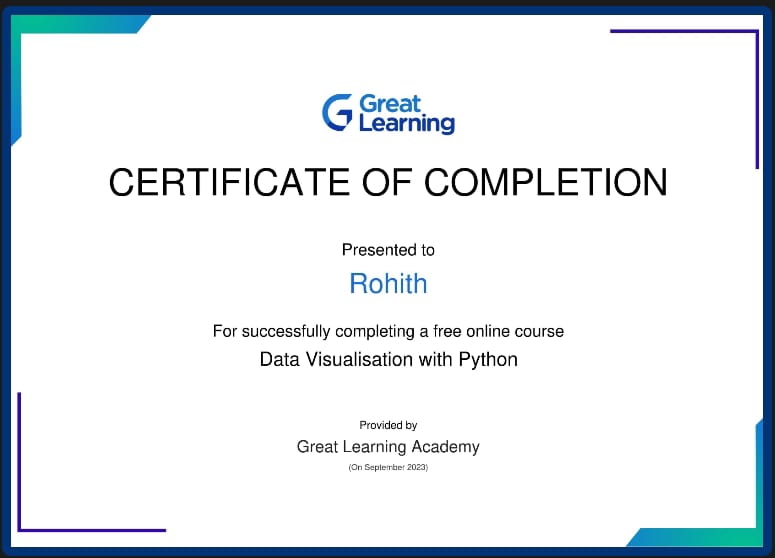 Great
Learning
CERTIFICATE OF COMPLETION
Presented to
Rohith
For successfully completing a free online course
Data Visualisation with Python
Provided by
Great Learning Academy
(On September 2023)